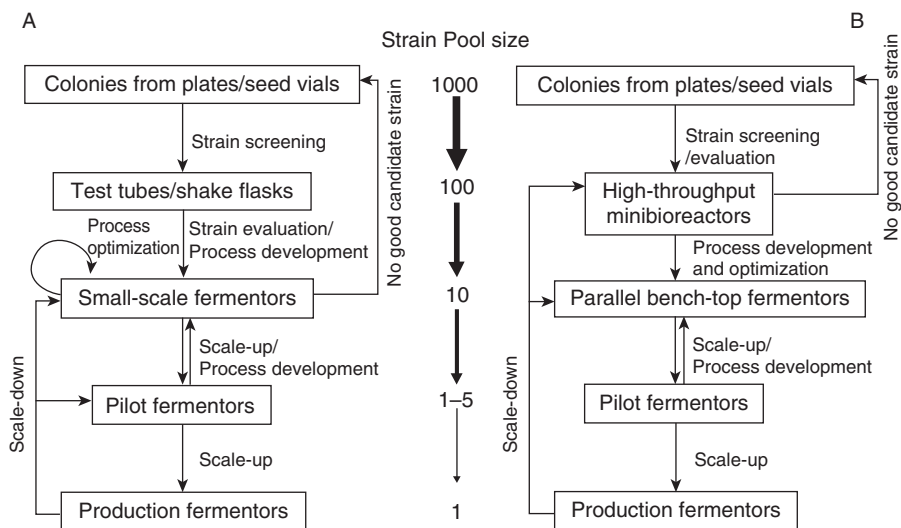 A
B
Strain Pool size
Colonies from plates/seed vials
Strain screening
Test tubes/shake flasks
Process
optimization
Strain evaluation/
Process development
Small-scale fermentors
Scale-up/
Process development
Pilot fermentors
Scale-up
Production fermentors
Scale-down
No good candidate strain
1000
100
10
1–5
1
Colonies from plates/seed vials
Strain screening
/evaluation
High-throughput
minibioreactors
Process development
and optimization
Parallel bench-top fermentors
Scale-up/
Process development
Pilot fermentors
Scale-up
Production fermentors
Scale-down
No good candidate strain